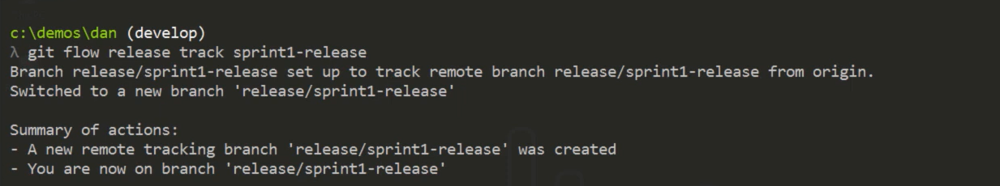 c:\demos\dan (develop)
λ git flow release track sprint1-release
Branch release/sprint1-release set up to track remote branch release/sprint1-release from origin.
Switched to a new branch 'release/sprint1-release'
Summary of actions:
- A new remote tracking branch 'release/sprint1-release' was created
- You are now on branch 'release/sprint1-release'